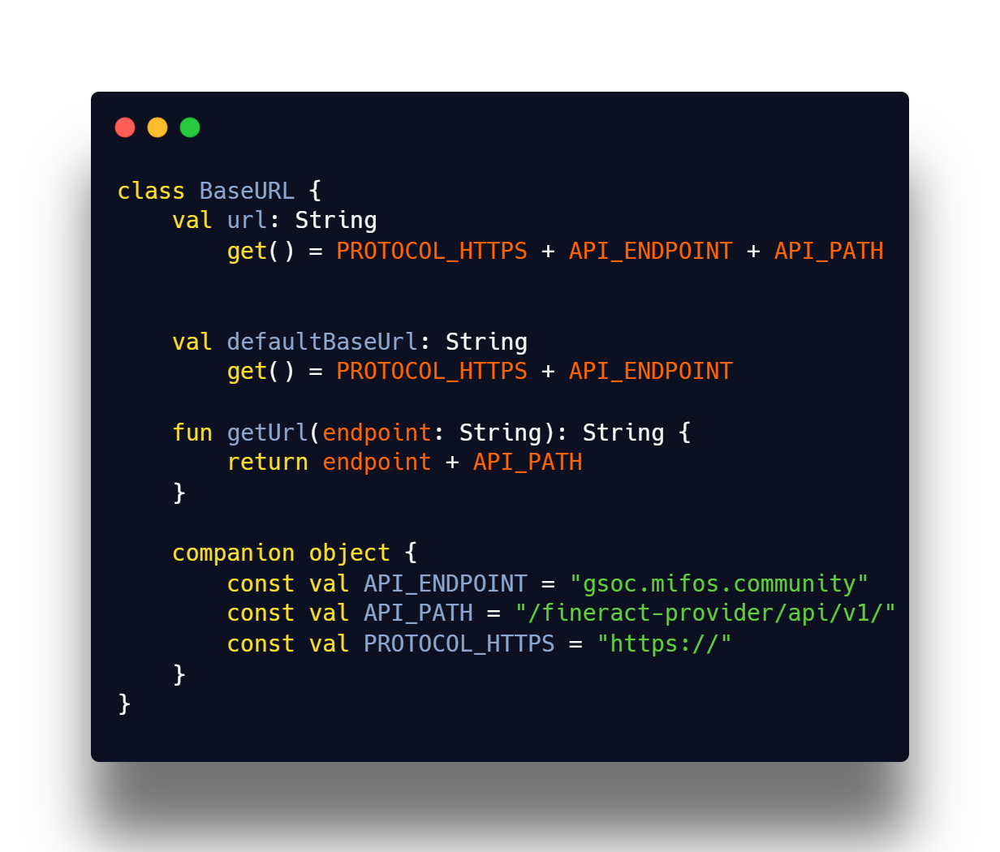 class BaseURL {
    val url: String
        get() = PROTOCOL_HTTPS + API_ENDPOINT + API_PATH


    val defaultBaseUrl: String
        get() = PROTOCOL_HTTPS + API_ENDPOINT

    fun getUrl(endpoint: String): String {
        return endpoint + API_PATH
    }

    companion object {
        const val API_ENDPOINT = "gsoc.mifos.community"
        const val API_PATH = "/fineract-provider/api/v1/"
        const val PROTOCOL_HTTPS = "https://"
    }
}